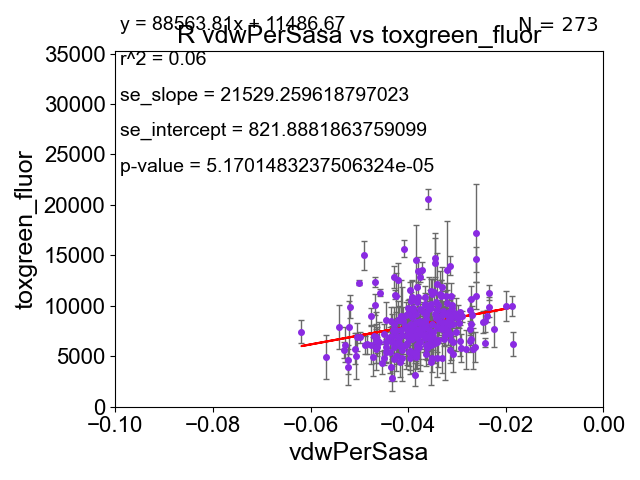 y = 88563.81x + 11486.67
N = 273
R vdwPerSasa vs toxgreen_fluor
r^2 = 0.06
se_slope = 21529.259618797023
se_intercept = 821.8881863759099
p-value = 5.1701483237506324e-05
toxgreen_fluor
35000
30000
25000
20000
15000
10000
5000
0
−0.10
−0.08
−0.06
−0.04
−0.02
0.00
vdwPerSasa